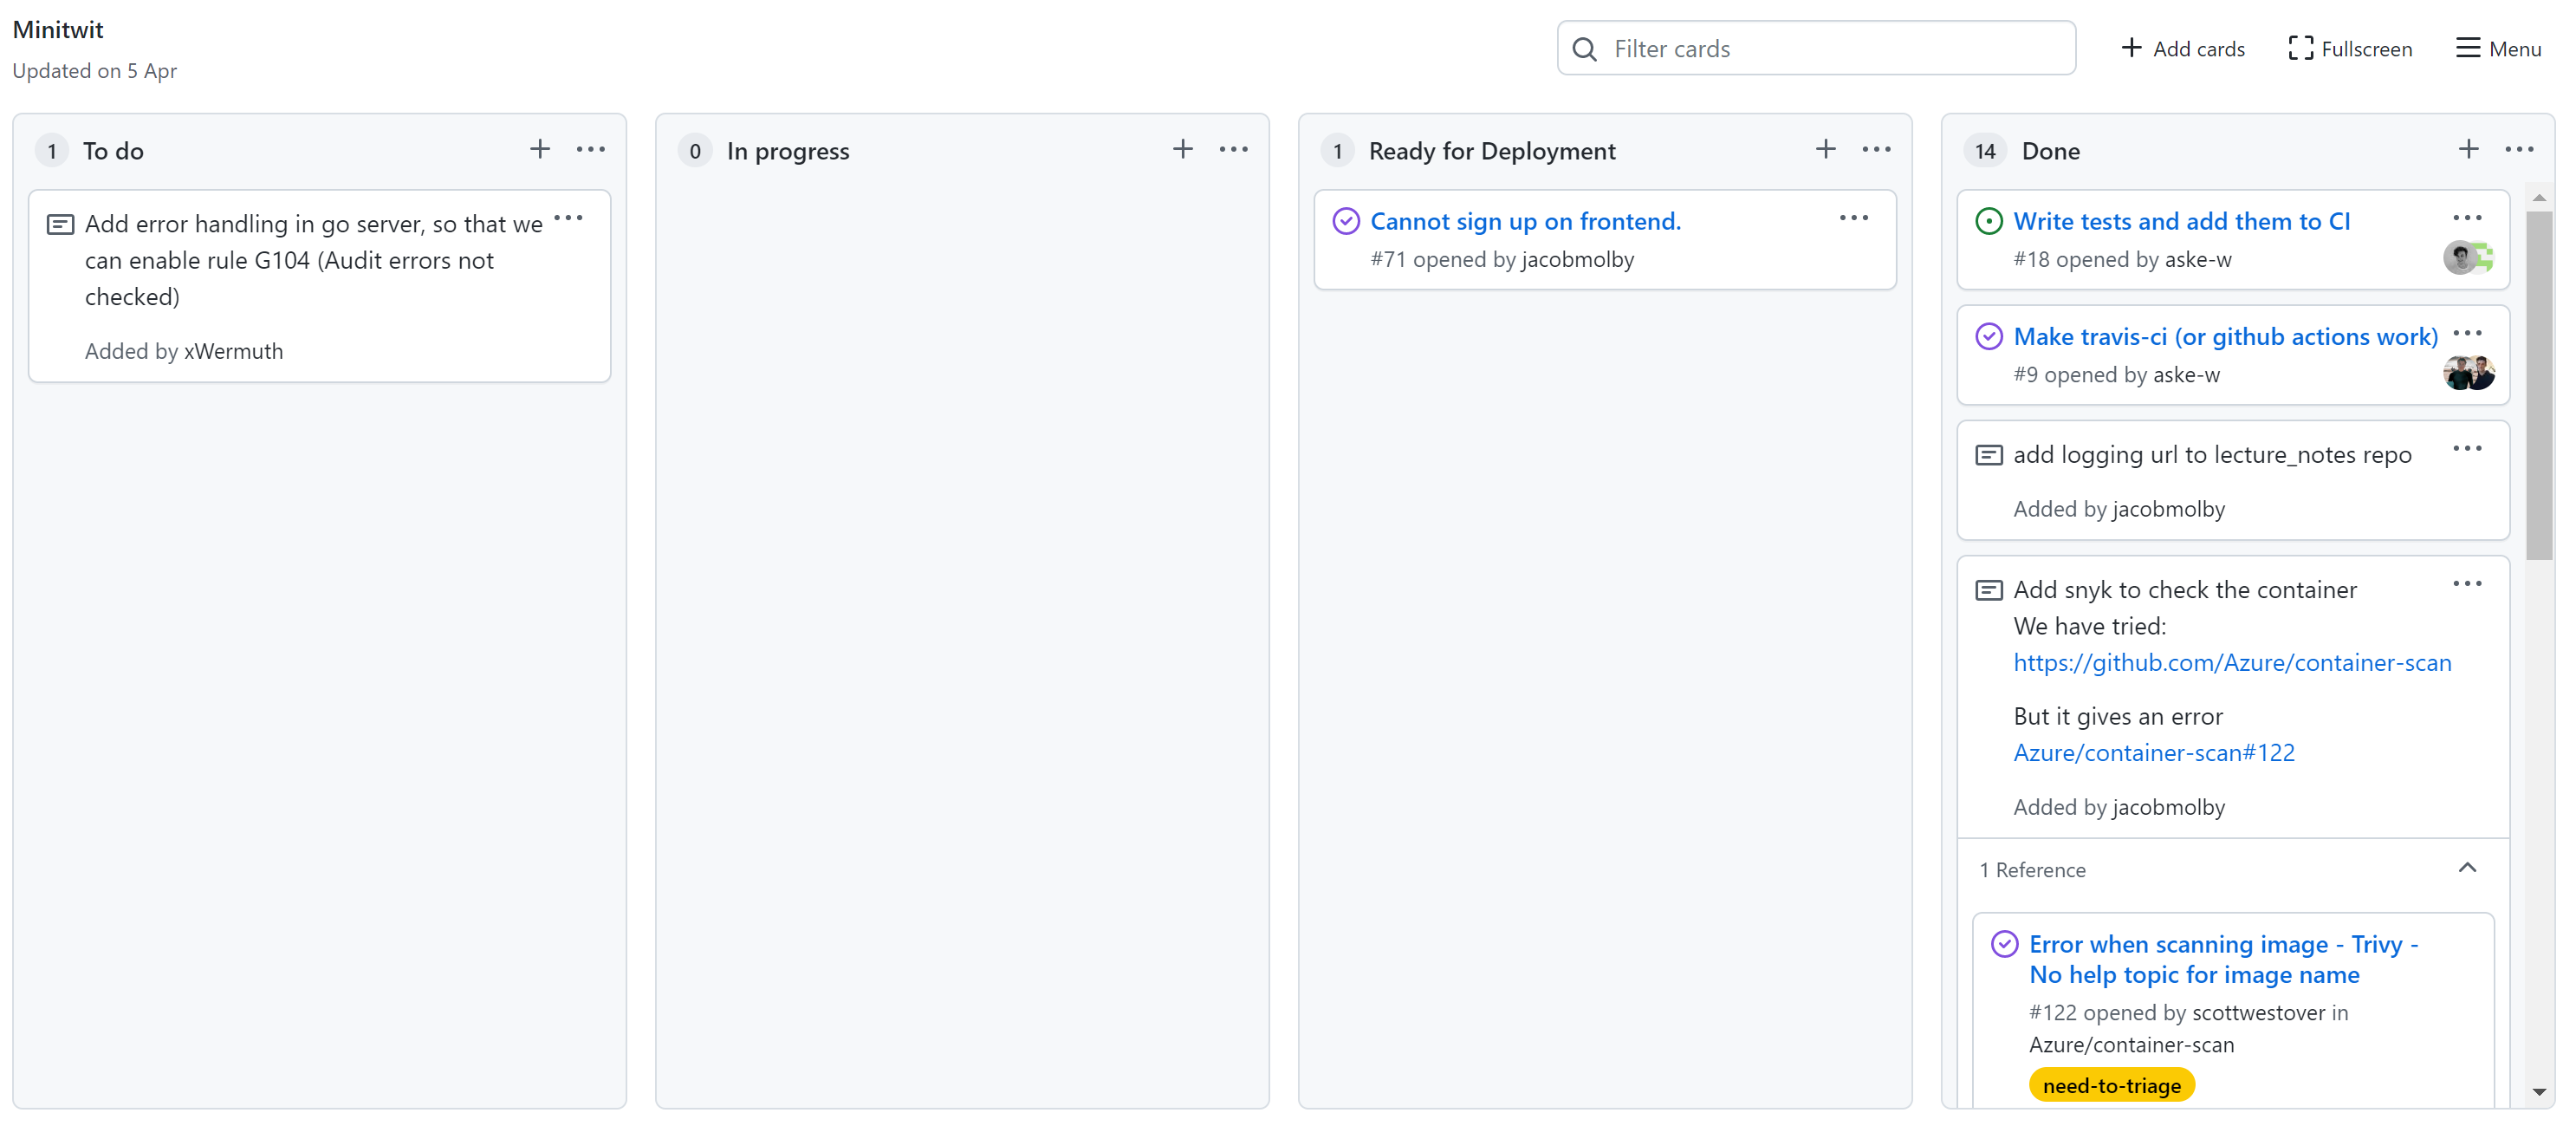 Minitwit
Updated on 5 Apr
Filter cards
Add cards
Fullscreen
Menu
1 To do
Add error handling in go server, so that we
can enable rule G104 (Audit errors not
checked)
Added by xWermuth
0 In progress
1 Ready for Deployment
Cannot sign up on frontend.
#71 opened by jacobmolby
14 Done
Write tests and add them to CI
#18 opened by aske-w
Make travis-ci (or github actions work)
#9 opened by aske-w
add logging url to lecture_notes repo
Added by jacobmolby
Add snyk to check the container
We have tried:
https://github.com/Azure/container-scan
But it gives an error
Azure/container-scan#122
Added by jacobmolby
1 Reference
Error when scanning image - Trivy -
No help topic for image name
#122 opened by scottwestover in
Azure/container-scan
need-to-triage